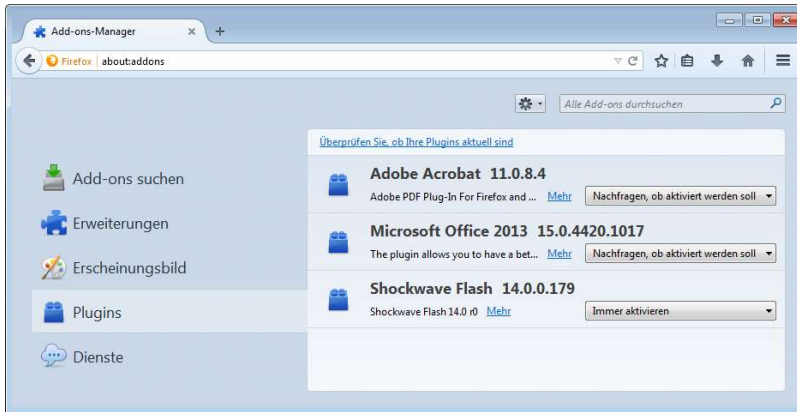 Add-ons-Manager
Firefox about:addons
Alle Add-ons durchsuchen
Add-ons suchen
Erweiterungen
Erscheinungsbild
Plugins
Dienste
Überprüfen Sie, ob Ihre Plugins aktuell sind
Adobe Acrobat 11.0.8.4
Adobe PDF Plug-In For Firefox and ... Mehr Nachfragen, ob aktiviert werden soll
Microsoft Office 2013 15.0.4420.1017
The plugin allows you to have a bet... Mehr Nachfragen, ob aktiviert werden soll
Shockwave Flash 14.0.0.179
Shockwave Flash 14.0 r0 Mehr Immer aktivieren